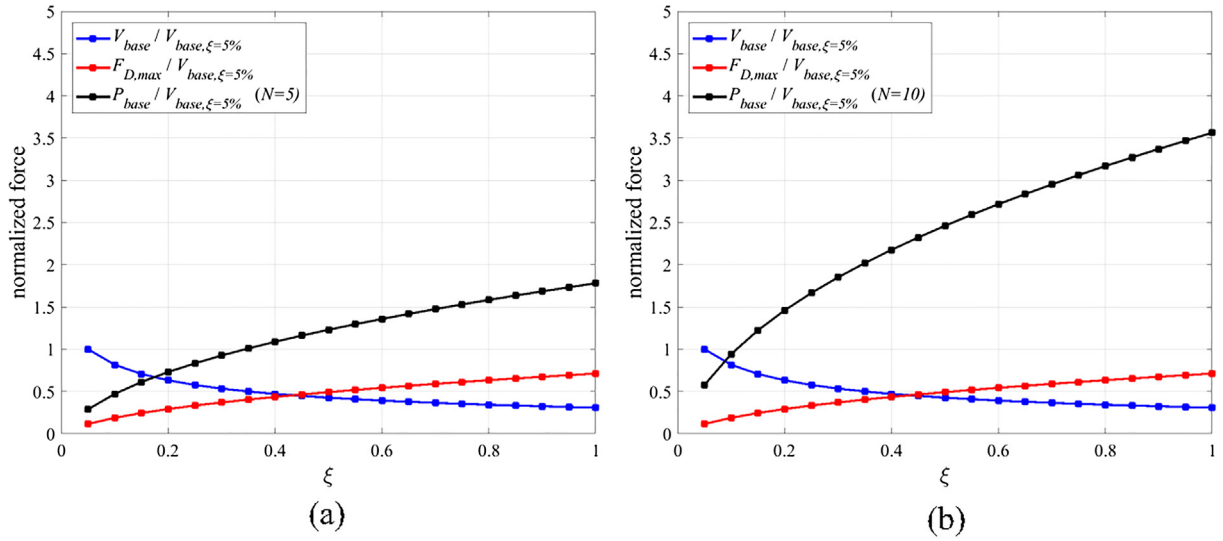 5
4.5
4
3.5
3
2.5
2
1.5
1
0.5
0
normalized force
V_base / V_base,ξ=5%
F_D,max / V_base,ξ=5%
P_base / V_base,ξ=5% (N=5)
0 0.2 0.4 0.6 0.8 1
ξ
(a)
5
4.5
4
3.5
3
2.5
2
1.5
1
0.5
0
normalized force
V_base / V_base,ξ=5%
F_D,max / V_base,ξ=5%
P_base / V_base,ξ=5% (N=10)
0 0.2 0.4 0.6 0.8 1
ξ
(b)